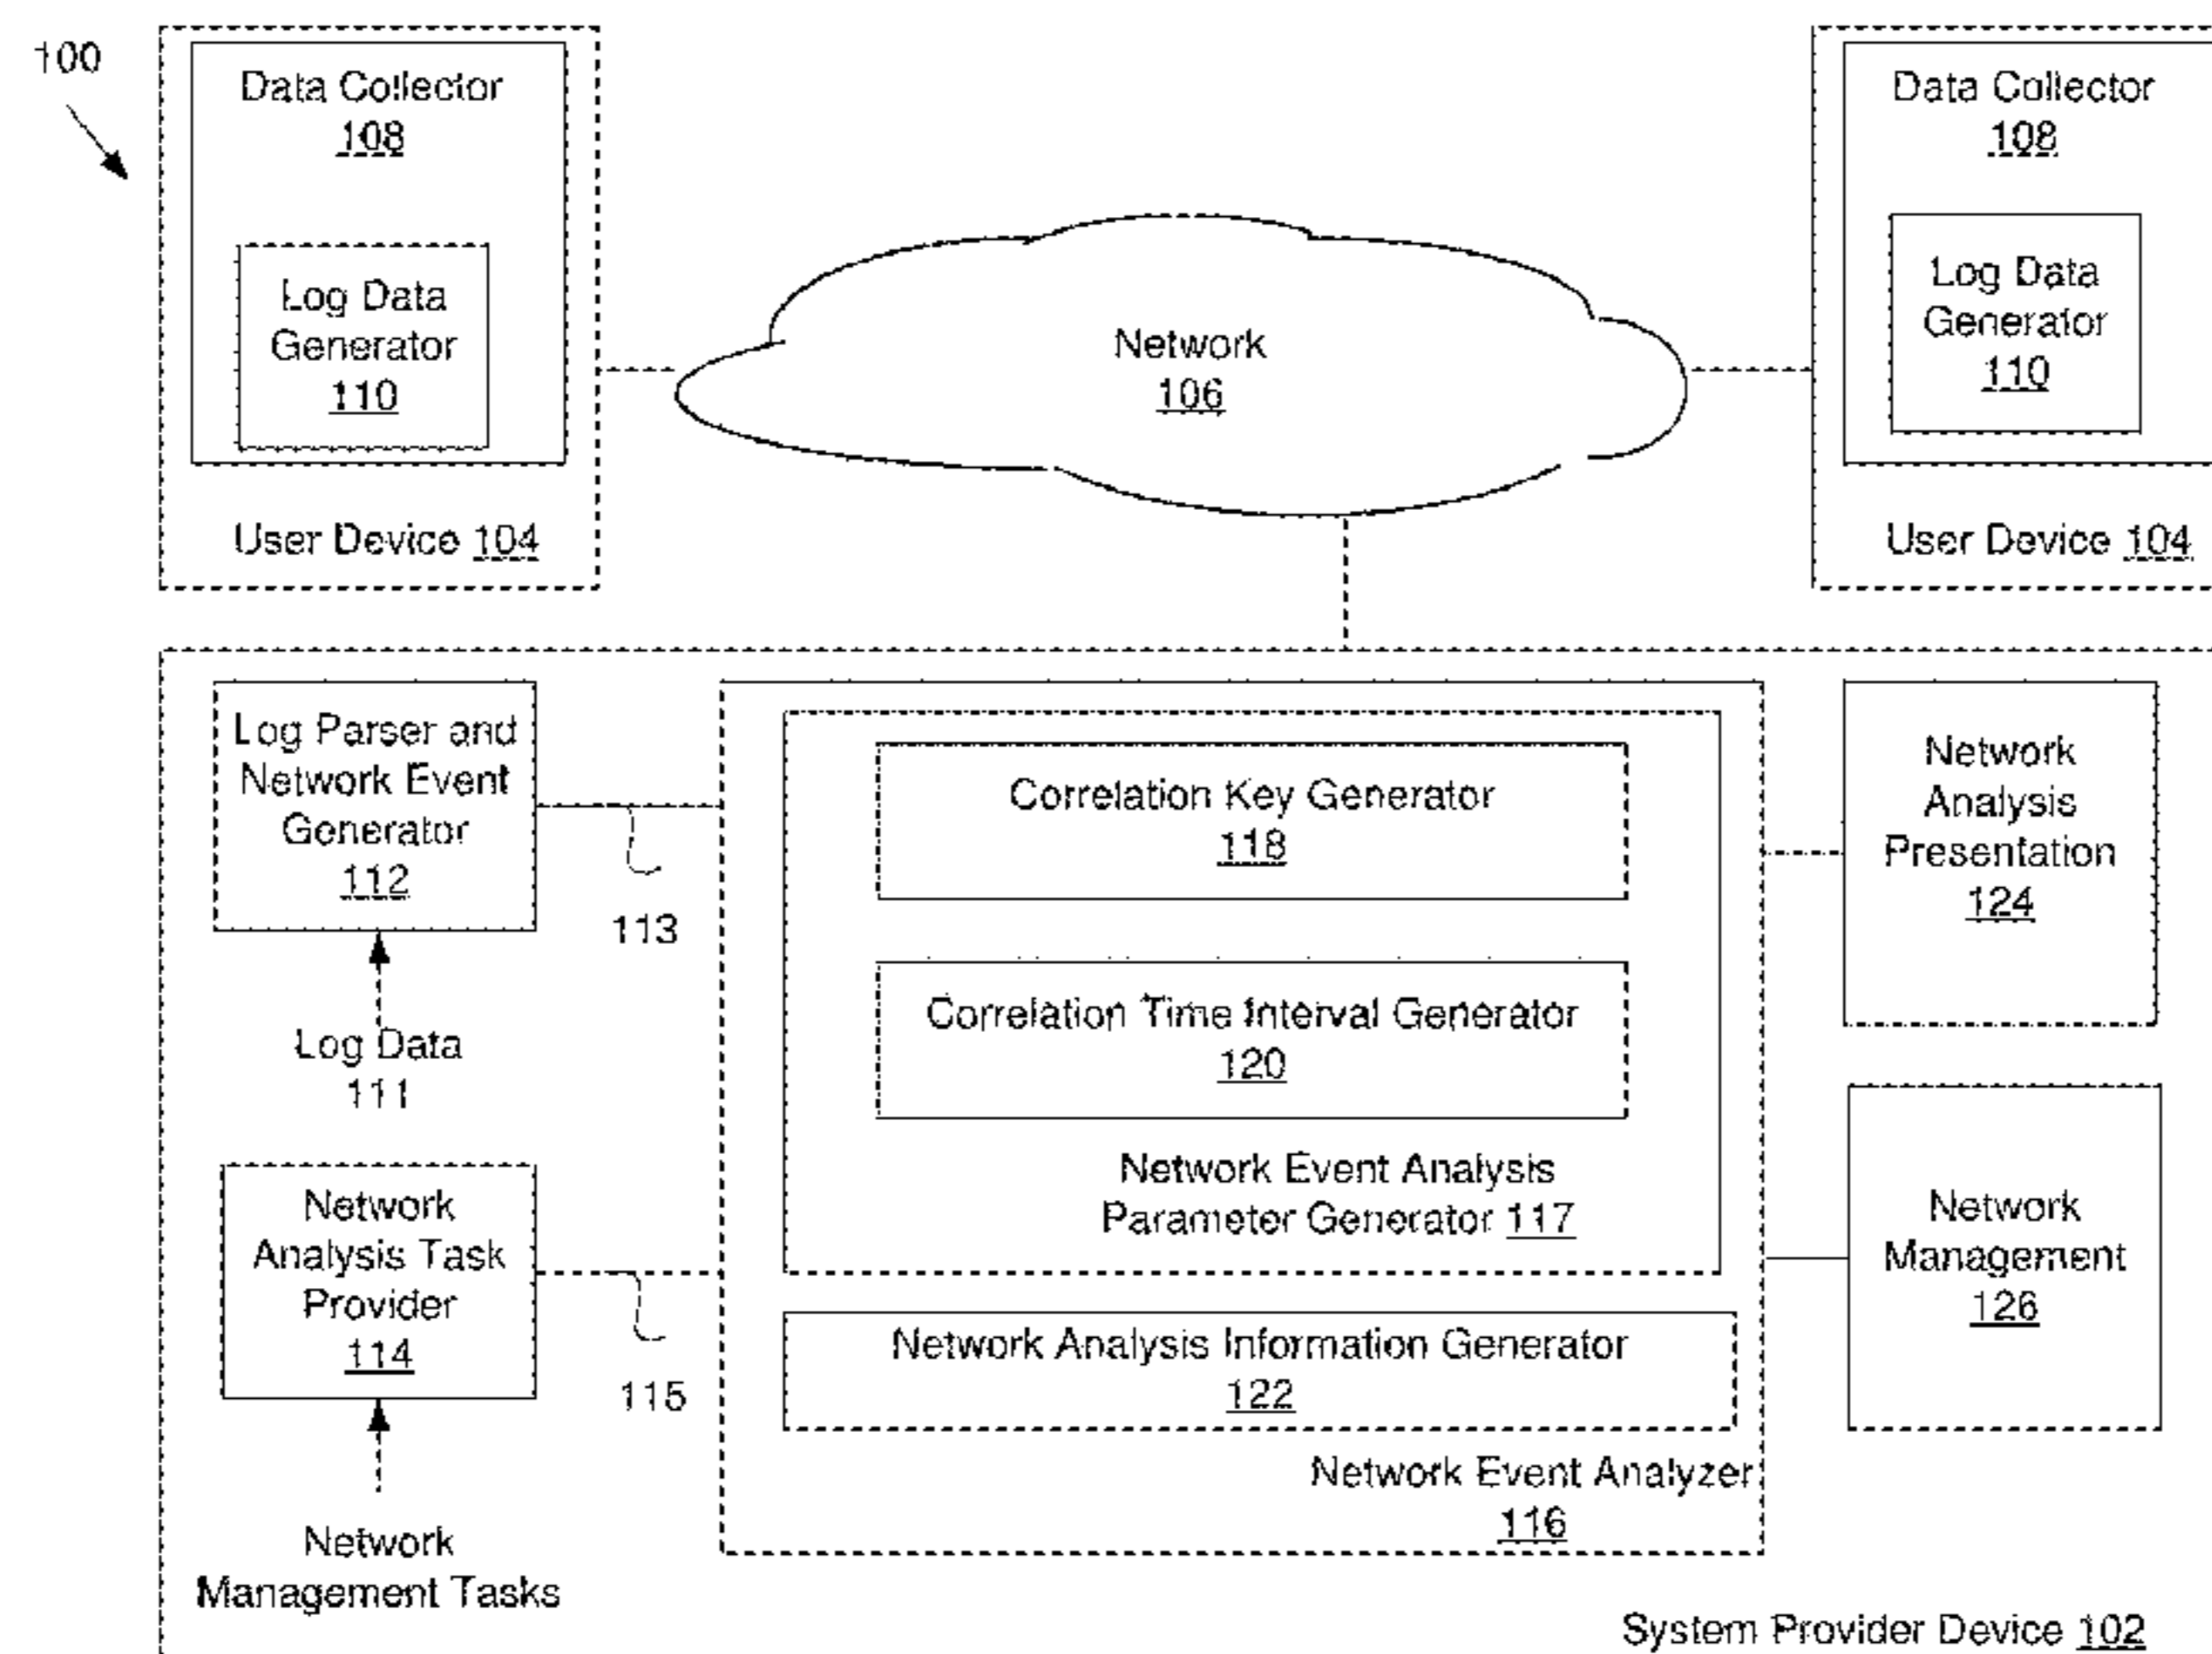 100
Data Collector
108
Log Data
Generator
110
User Device 104
Network
106
Data Collector
108
Log Data
Generator
110
User Device 104
Log Parser and
Network Event
Generator
112
113
Log Data
111
Network
Analysis Task
Provider
114
115
Network
Management Tasks
Correlation Key Generator
118
Correlation Time Interval Generator
120
Network Event Analysis
Parameter Generator 117
Network Analysis Information Generator
122
Network Event Analyzer
116
Network
Analysis
Presentation
124
Network
Management
126
System Provider Device 102